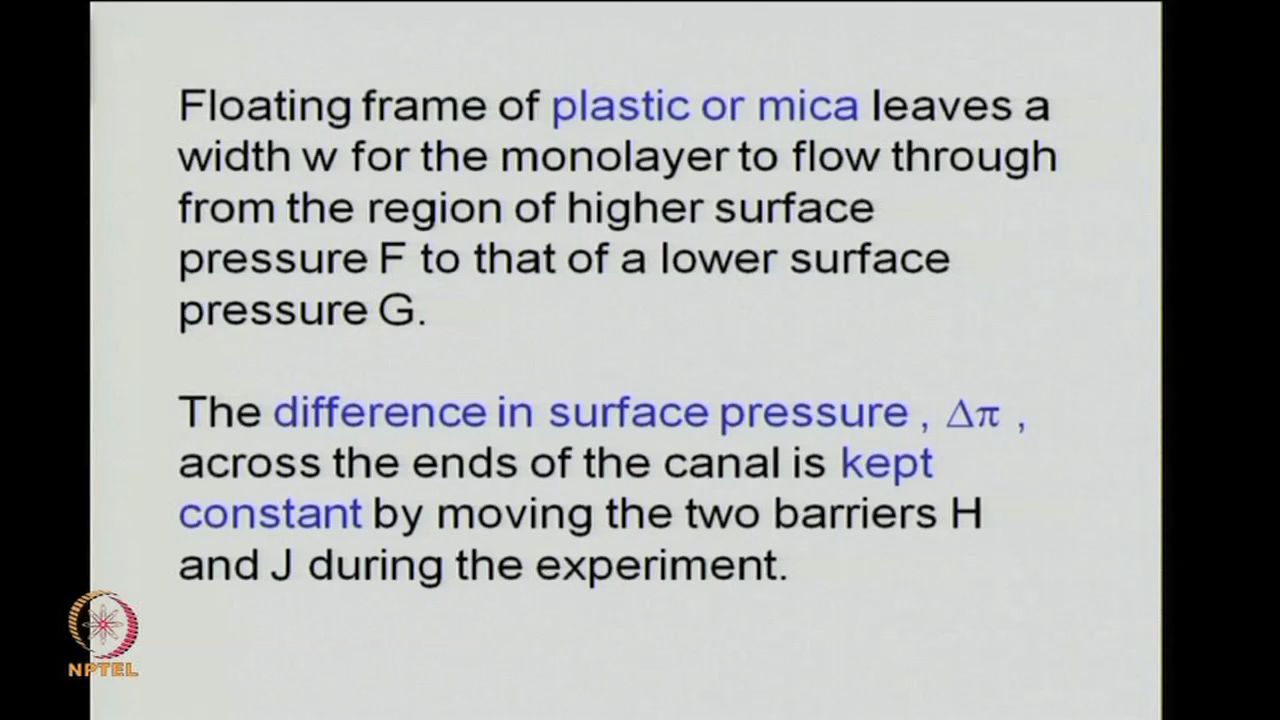 Floating frame of plastic or mica leaves a
width w for the monolayer to flow through
from the region of higher surface
pressure F to that of a lower surface
pressure G.
The difference in surface pressure , Δπ ,
across the ends of the canal is kept
constant by moving the two barriers H
and J during the experiment.
NPTEL